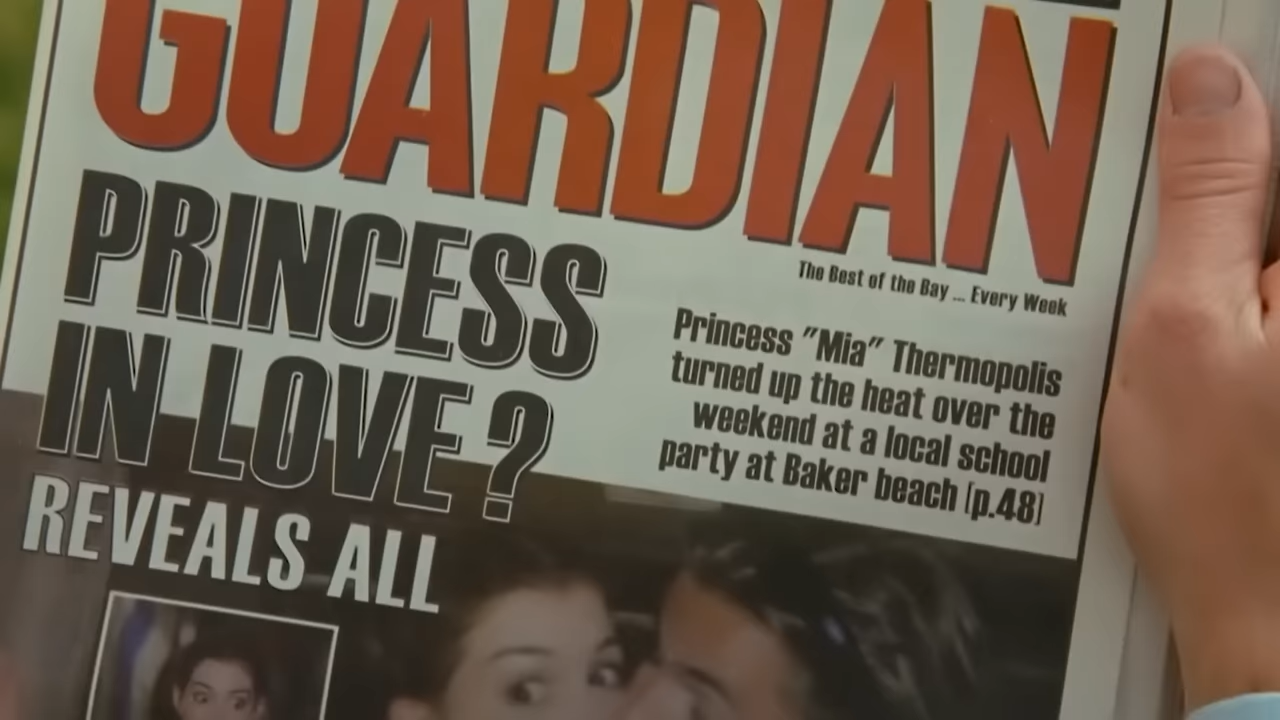 GUARDIAN
The Best of the Bay ... Every Week
PRINCESS
IN LOVE?
REVEALS ALL
Princess "Mia" Thermopolis
turned up the heat over the
weekend at a local school
party at Baker beach [p.48]